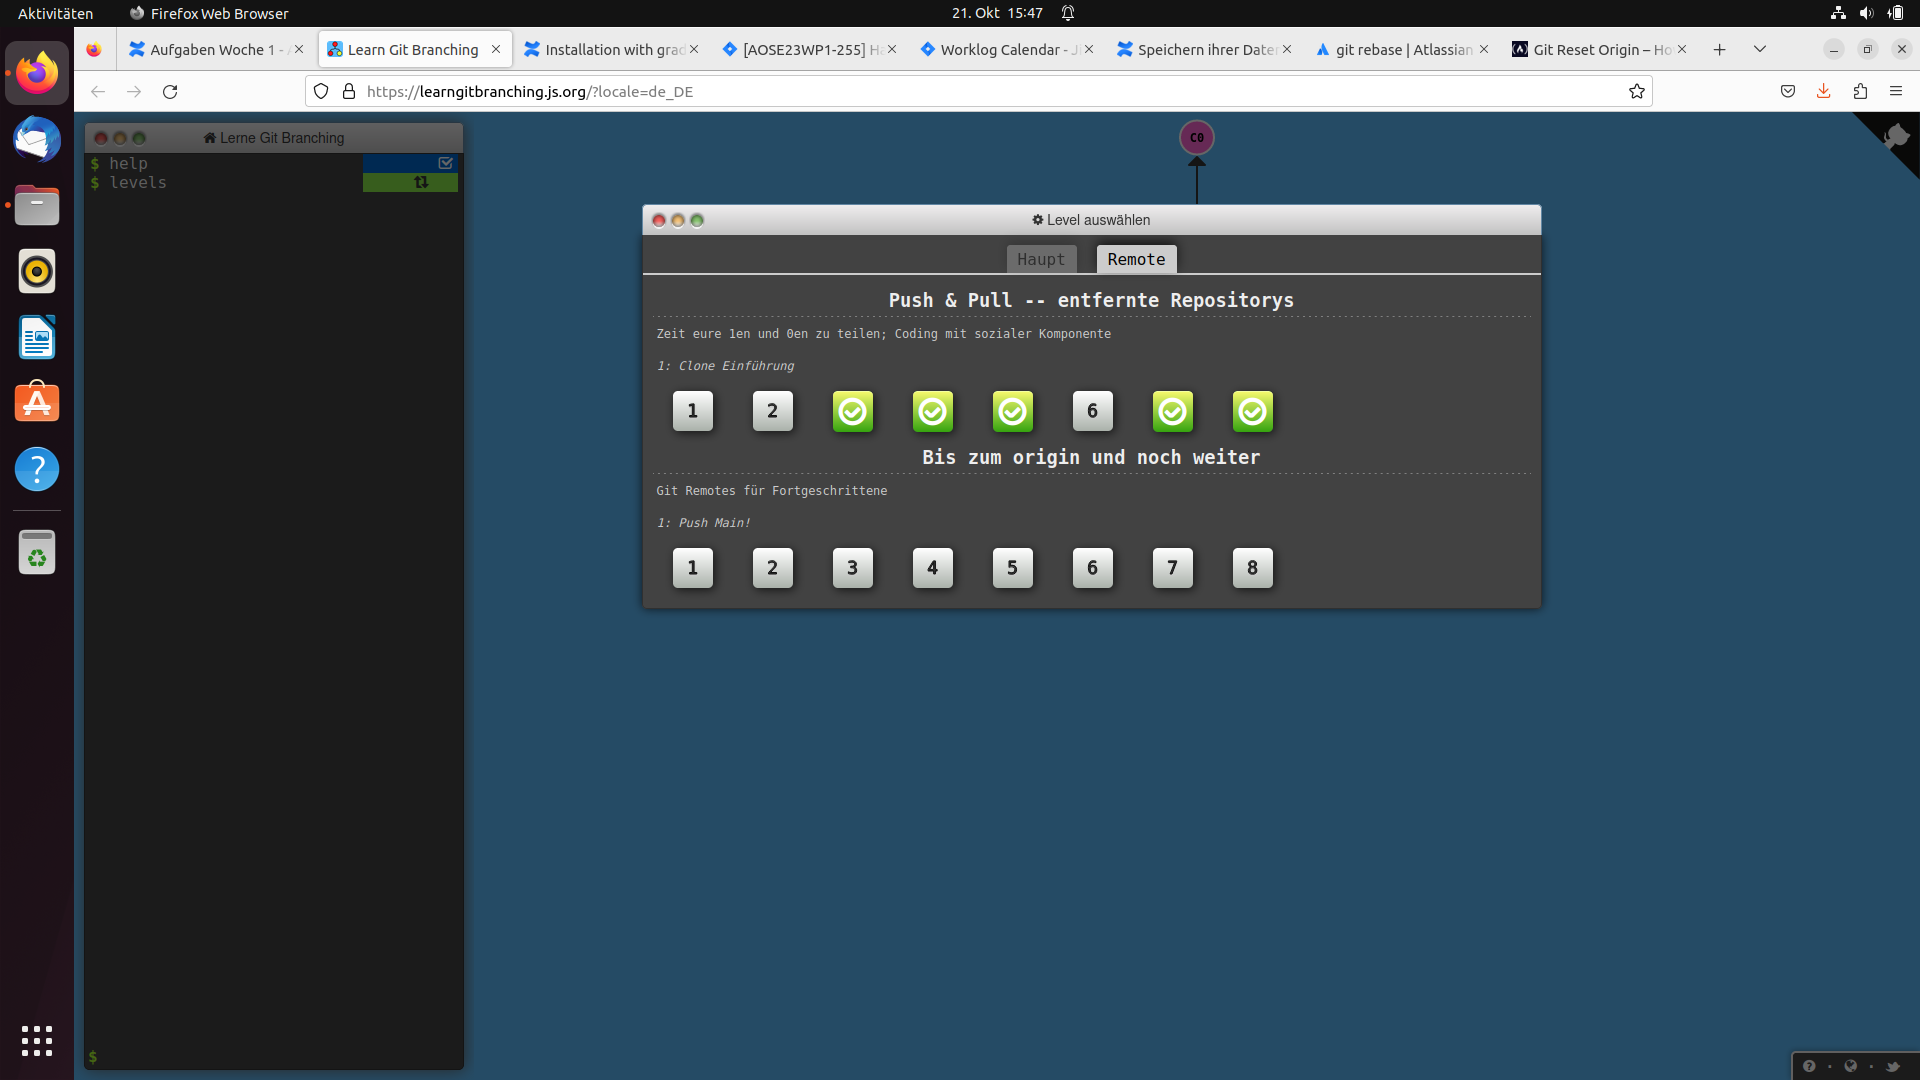 Aktivitäten
Firefox Web Browser
21. Okt 15:47
Aufgaben Woche 1 -
Learn Git Branching
Installation with grad
[AOSE23WP1-255] Ha
Worklog Calendar - J
Speichern ihrer Daten
git rebase | Atlassian
Git Reset Origin – Ho
https://learngitbranching.js.org/?locale=de_DE
Lerne Git Branching
$ help
$ levels
$
C0
Level auswählen
Haupt
Remote
Push & Pull -- entfernte Repositorys
Zeit eure 1en und 0en zu teilen; Coding mit sozialer Komponente
1: Clone Einführung
1 2 6
Bis zum origin und noch weiter
Git Remotes für Fortgeschrittene
1: Push Main!
1 2 3 4 5 6 7 8